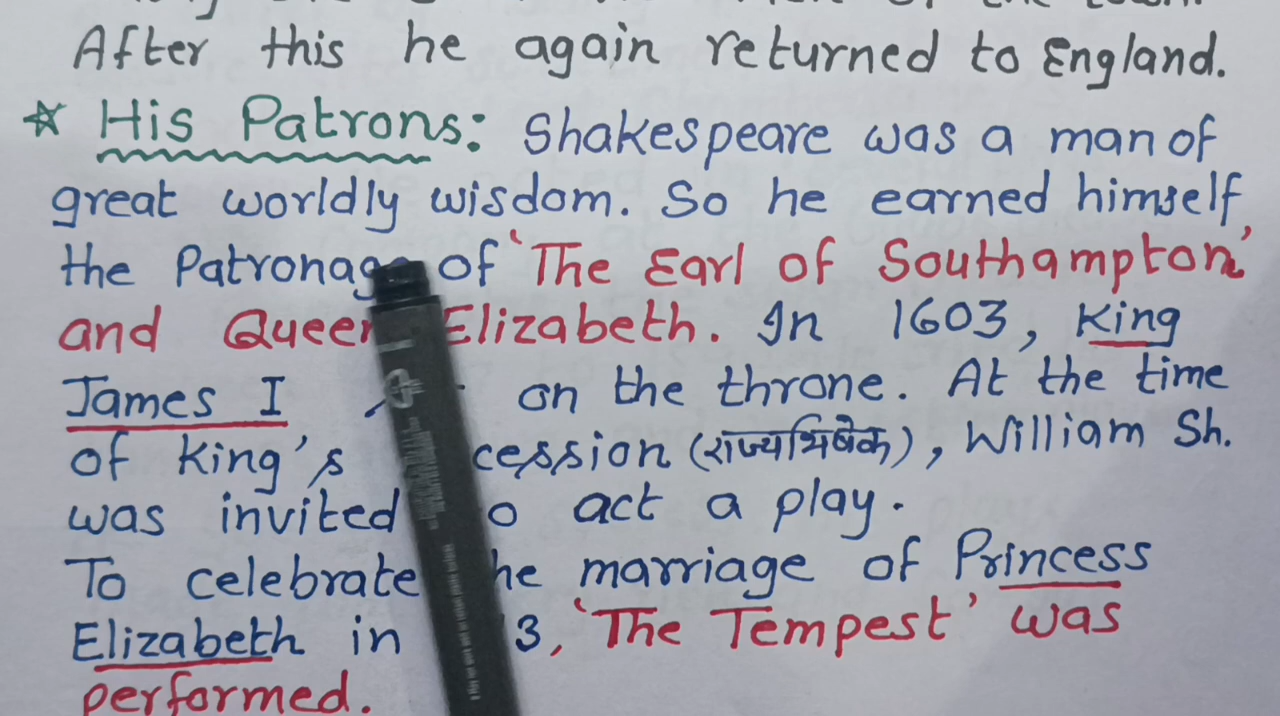 After this he again returned to England.
☆ His Patrons: Shakespeare was a man of
great worldly wisdom. So he earned himself
the Patronage of 'The Earl of Southampton'
and Queen Elizabeth. In 1603, King
James I on the throne. At the time
of King's cession (राज्यभिषेक), William Sh.
was invited o act a play.
To celebrate he marriage of Princess
Elizabeth in 3, 'The Tempest' was
performed.